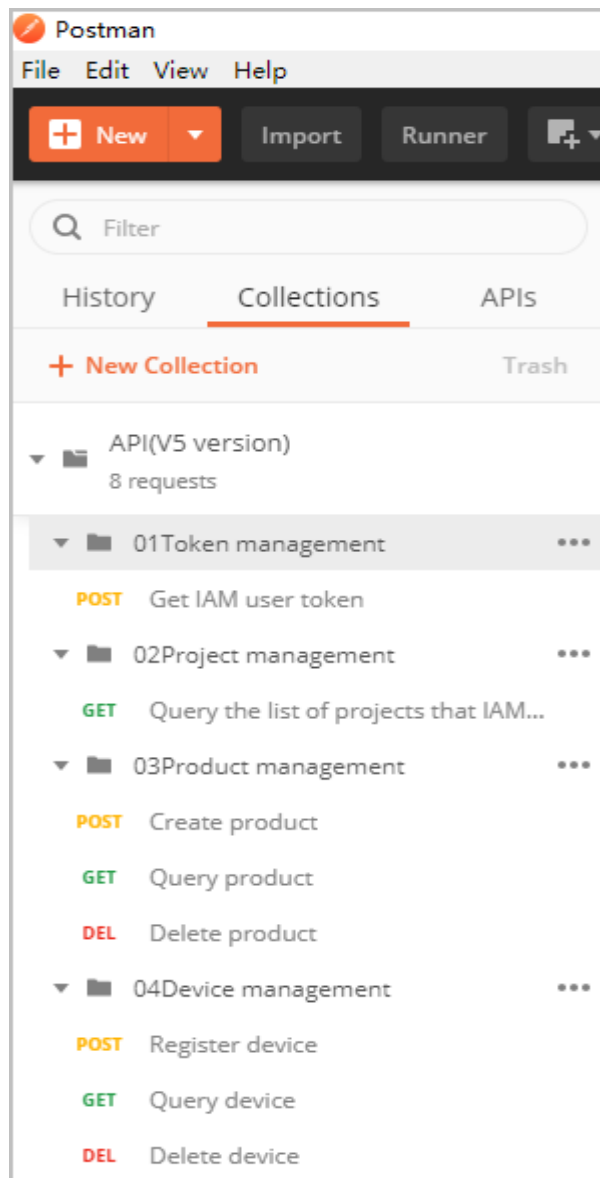 Postman
File Edit View Help
New Import Runner
Filter
History Collections APIs
+ New Collection Trash
API(V5 version)
8 requests
01Token management
POST Get IAM user token
02Project management
GET Query the list of projects that IAM...
03Product management
POST Create product
GET Query product
DEL Delete product
04Device management
POST Register device
GET Query device
DEL Delete device